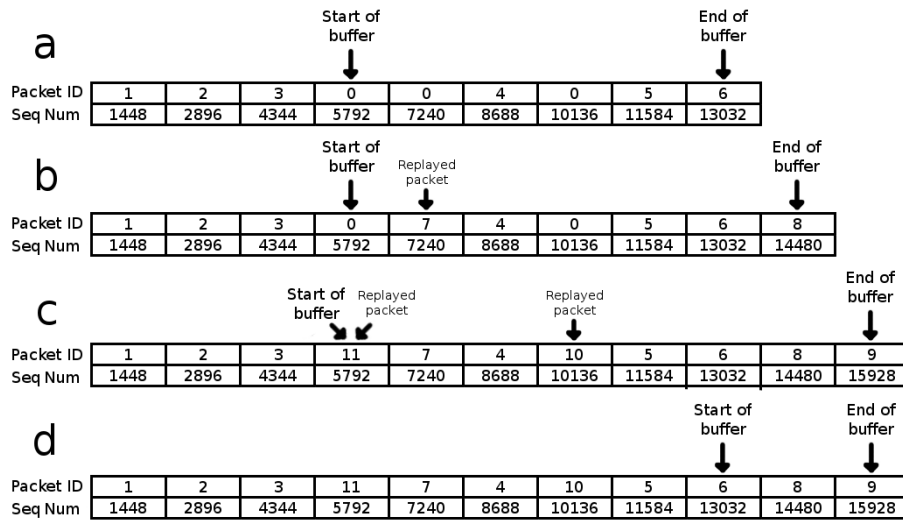 a
Start of
buffer
End of
buffer
Packet ID 1 2 3 0 0 4 0 5 6
Seq Num 1448 2896 4344 5792 7240 8688 10136 11584 13032
b
Start of
buffer
Replayed
packet
End of
buffer
Packet ID 1 2 3 0 7 4 0 5 6 8
Seq Num 1448 2896 4344 5792 7240 8688 10136 11584 13032 14480
c
Start of
buffer
Replayed
packet
Replayed
packet
End of
buffer
Packet ID 1 2 3 11 7 4 10 5 6 8 9
Seq Num 1448 2896 4344 5792 7240 8688 10136 11584 13032 14480 15928
d
Start of
buffer
End of
buffer
Packet ID 1 2 3 11 7 4 10 5 6 8 9
Seq Num 1448 2896 4344 5792 7240 8688 10136 11584 13032 14480 15928